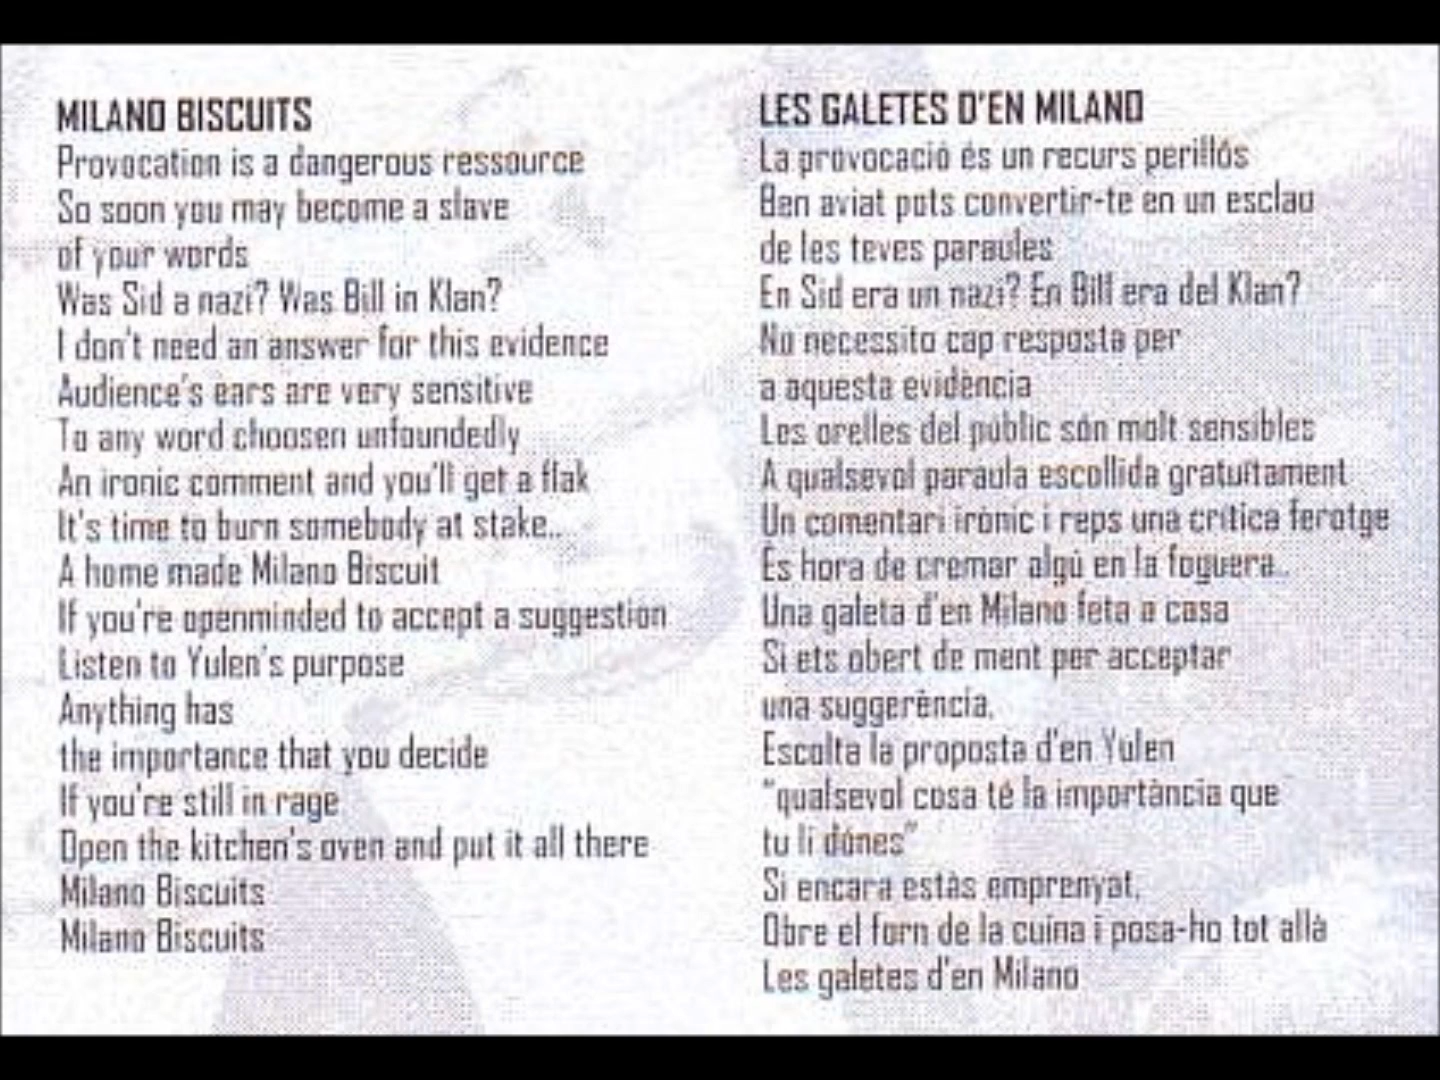 MILANO BISCUITS
Provocation is a dangerous ressource
So soon you may become a slave
of your words
Was Sid a nazi? Was Bill in Klan?
I don't need an answer for this evidence
Audience's ears are very sensitive
To any word choosen unfoundedly
An ironic comment and you'll get a flak
It's time to burn somebody at stake..
A home made Milano Biscuit
If you're openminded to accept a suggestion
Listen to Yulen's purpose
Anything has
the importance that you decide
If you're still in rage
Open the kitchen's oven and put it all there
Milano Biscuits
Milano Biscuits
LES GALETES D'EN MILANO
La provocació és un recurs perillós
Ben aviat pots convertir-te en un esclau
de les teves paraules
En Sid era un nazi? En Bill era del Klan?
No necessito cap resposta per
a aquesta evidència
Les orelles del públic són molt sensibles
A qualsevol paraula escollida gratuïtament
Un comentari irònic i reps una crítica ferotge
És hora de cremar algú en la foguera..
Una galeta d'en Milano feta a casa
Si ets obert de ment per acceptar
una suggerència,
Escolta la proposta d'en Yulen
"qualsevol cosa té la importància que
tu li dónes"
Si encara estàs emprenyat,
Obre el forn de la cuina i posa-ho tot allà
Les galetes d'en Milano